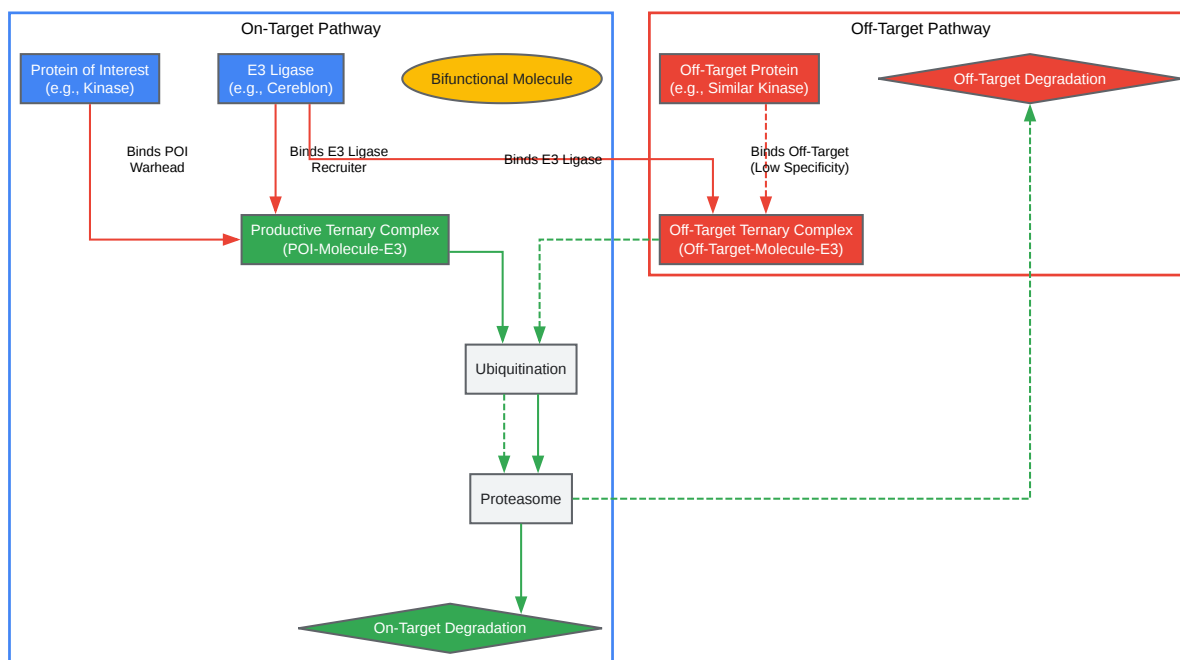 On-Target Pathway
Off-Target Pathway
Protein of Interest
(e.g., Kinase)
E3 Ligase
(e.g., Cereblon)
Bifunctional Molecule
Off-Target Protein
(e.g., Similar Kinase)
Off-Target Degradation
Binds POI
Warhead
Binds E3 Ligase
Recruiter
Binds E3 Ligase
Binds Off-Target
(Low Specificity)
Productive Ternary Complex
(POI-Molecule-E3)
Off-Target Ternary Complex
(Off-Target-Molecule-E3)
Ubiquitination
Proteasome
On-Target Degradation